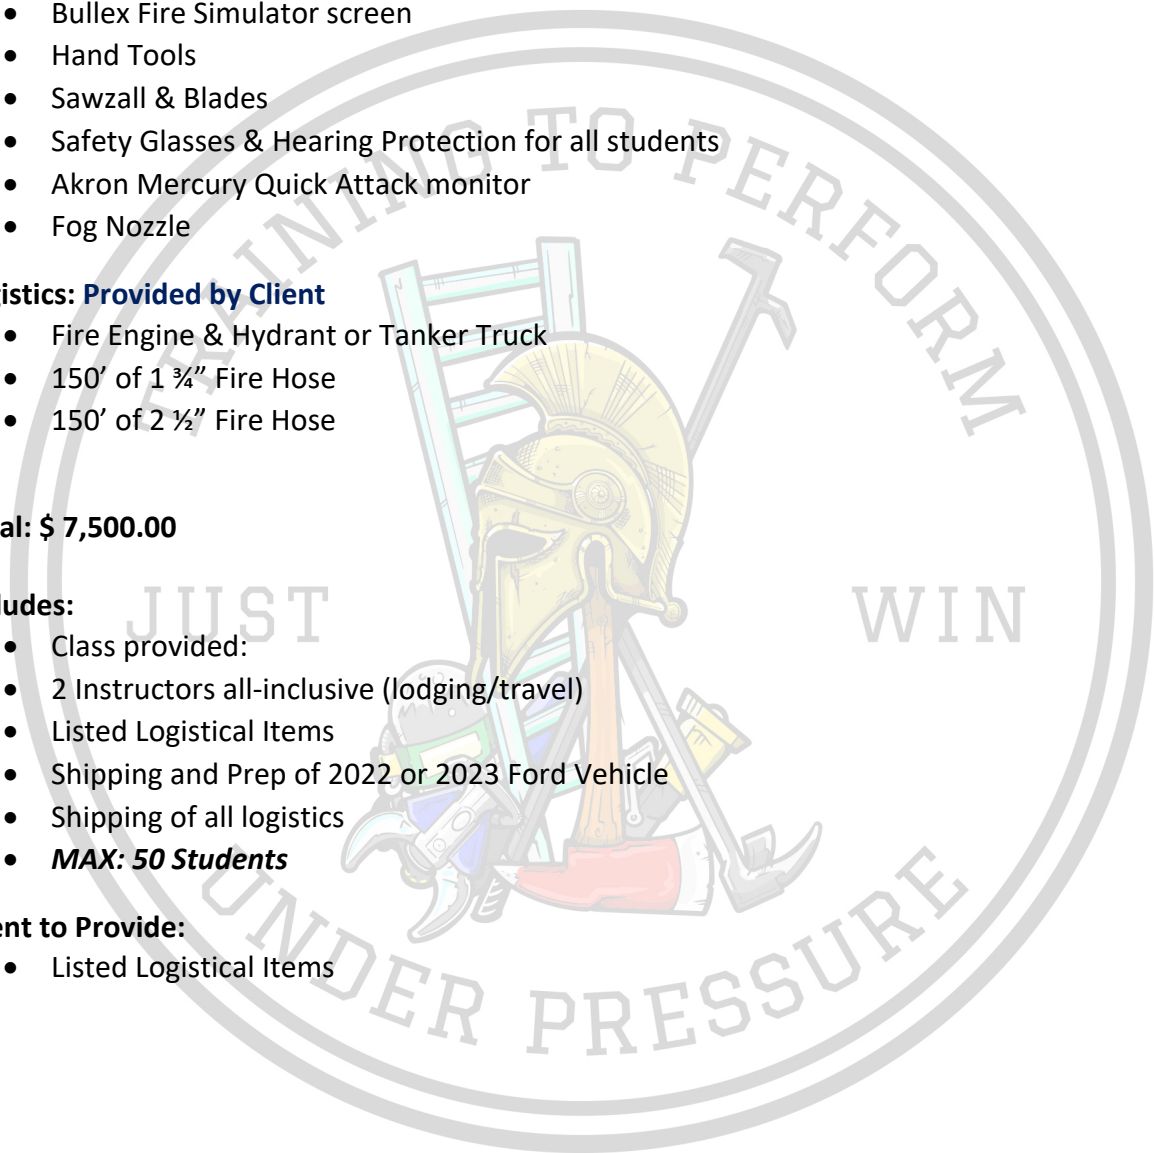 • Bullex Fire Simulator screen
• Hand Tools
• Sawzall & Blades
• Safety Glasses & Hearing Protection for all students
• Akron Mercury Quick Attack monitor
• Fog Nozzle
gistics: Provided by Client
• Fire Engine & Hydrant or Tanker Truck
• 150’ of 1 ¾” Fire Hose
• 150’ of 2 ½” Fire Hose
al: $ 7,500.00
ludes:
• Class provided:
• 2 Instructors all-inclusive (lodging/travel)
• Listed Logistical Items
• Shipping and Prep of 2022 or 2023 Ford Vehicle
• Shipping of all logistics
• MAX: 50 Students
ent to Provide:
• Listed Logistical Items
TRAINING TO PERFORM
JUST WIN
UNDER PRESSURE